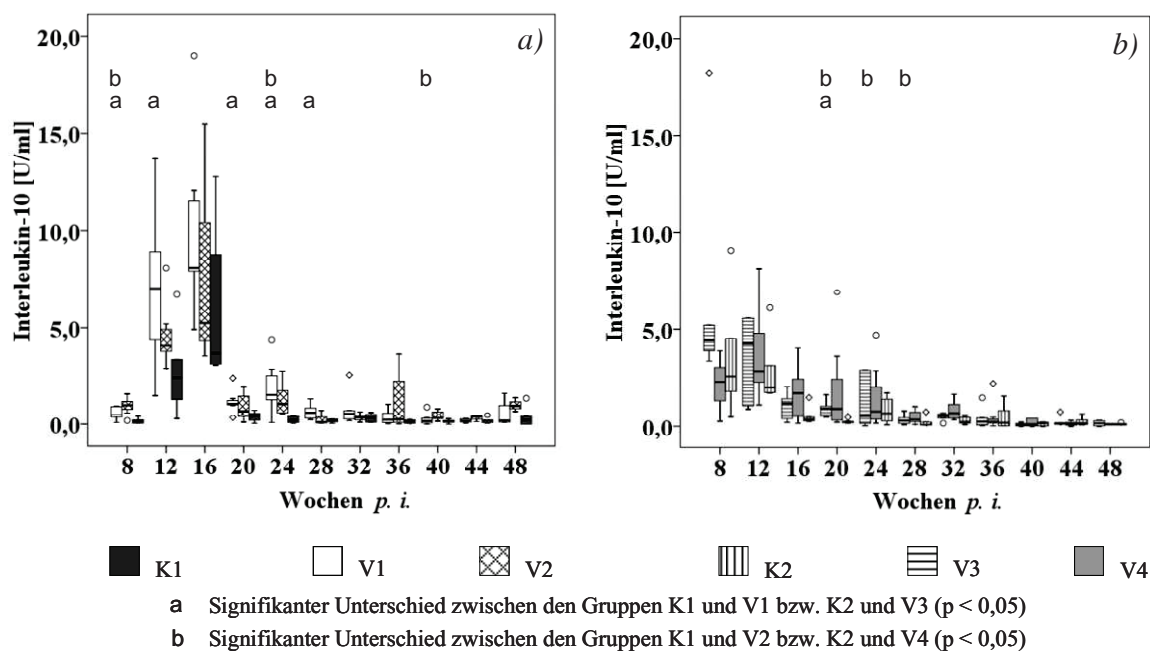 a)
20,0
15,0
10,0
5,0
0,0
Interleukin-10 [U/ml]
b b b
a a a a a
8 12 16 20 24 28 32 36 40 44 48
Wochen p. i.
b)
20,0
15,0
10,0
5,0
0,0
Interleukin-10 [U/ml]
b b b
a
8 12 16 20 24 28 32 36 40 44 48
Wochen p. i.
K1 V1 V2 K2 V3 V4
a Signifikanter Unterschied zwischen den Gruppen K1 und V1 bzw. K2 und V3 (p < 0,05)
b Signifikanter Unterschied zwischen den Gruppen K1 und V2 bzw. K2 und V4 (p < 0,05)